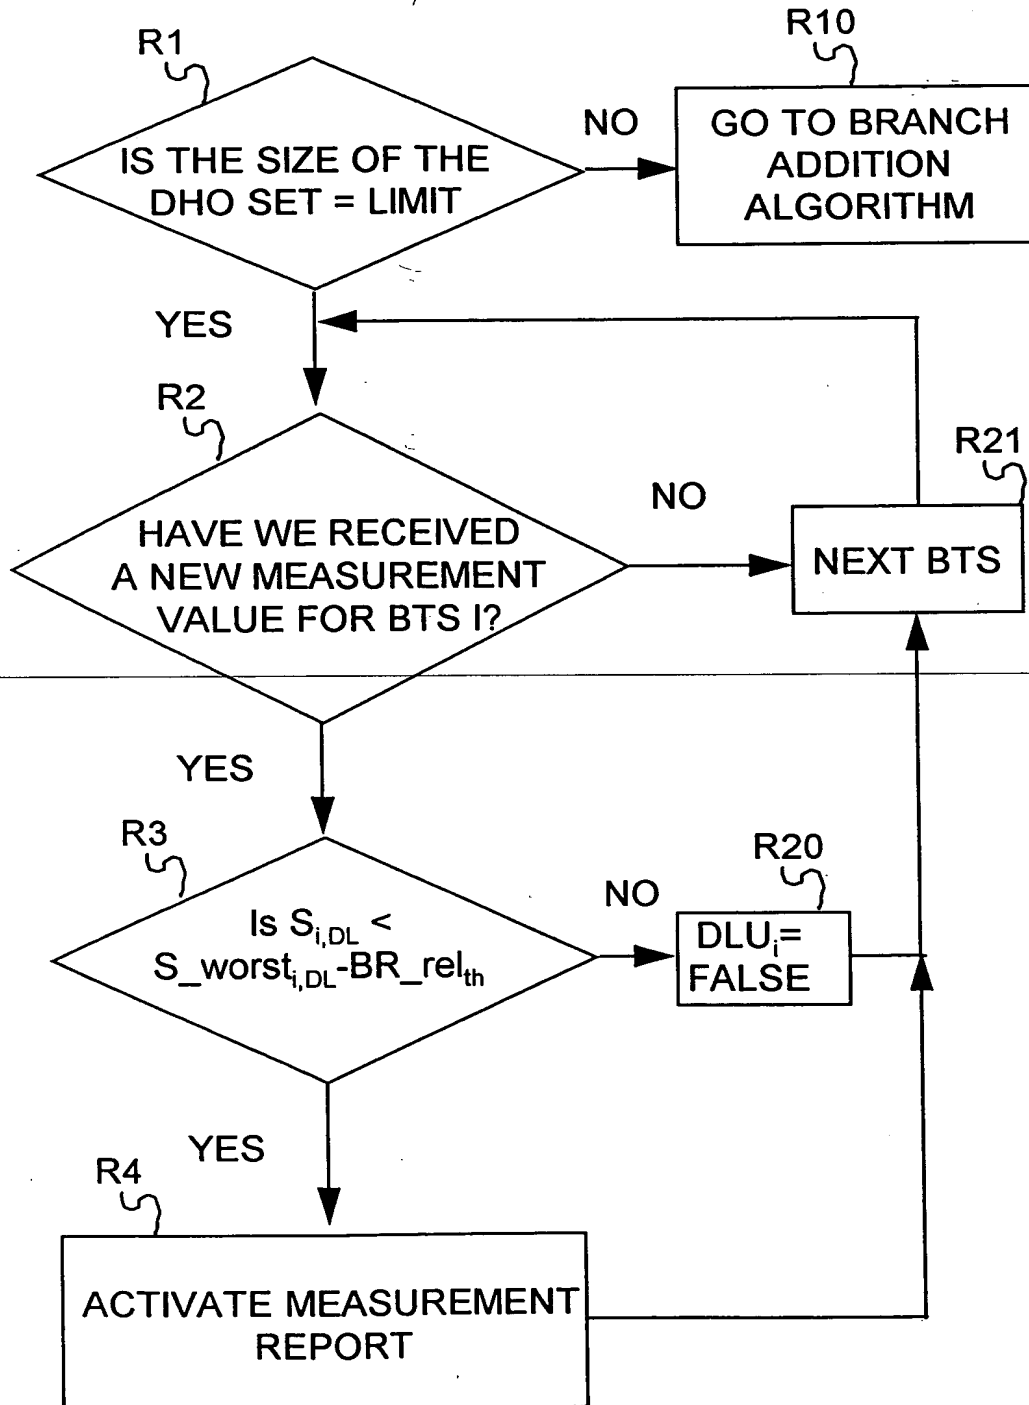 R1
R10
IS THE SIZE OF THE
DHO SET = LIMIT
NO
GO TO BRANCH
ADDITION
ALGORITHM
YES
R2
R21
HAVE WE RECEIVED
A NEW MEASUREMENT
VALUE FOR BTS I?
NO
NEXT BTS
YES
R3
R20
Is S_{i,DL} <
S_worst_{i,DL}-BR_rel_{th}
NO
DLU_i=
FALSE
YES
R4
ACTIVATE MEASUREMENT
REPORT